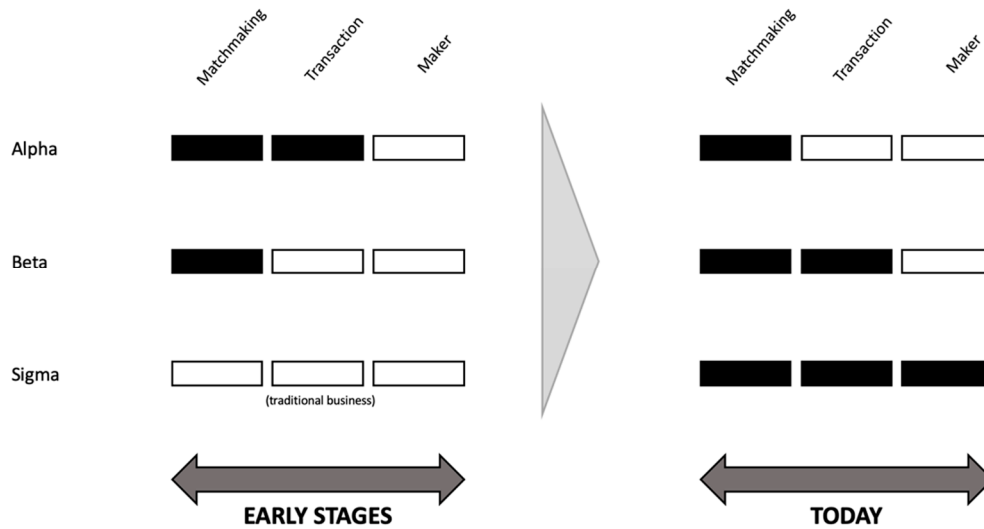 Matchmaking
Transaction
Maker
Matchmaking
Transaction
Maker
Alpha
Beta
Sigma
(traditional business)
EARLY STAGES
TODAY